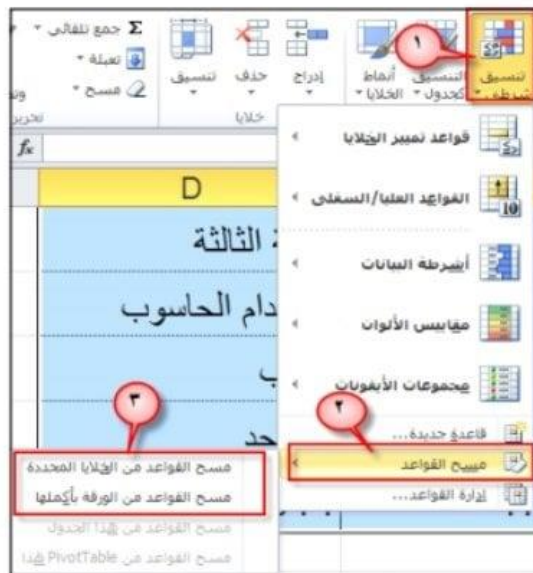 Σ جمع تلقائي
تعبئة
مسح
تنسيق
حذف
إدراج
أنماط الخلايا
التنسيق كجدول
تنسيق شرطي
١
خلايا
fx
D
قواعد تمييز الخلايا
القواعد العليا/السفلى
أشرطة البيانات
مقاييس الألوان
مجموعات الأيقونات
٢
قاعدة جديدة...
مسح القواعد
إدارة القواعد...
الثالثة
دام الحاسوب
ب
حد
٣
مسح القواعد من الخلايا المحددة
مسح القواعد من الورقة بأكملها
مسح القواعد من هذا الجدول
مسح القواعد من PivotTable هذا